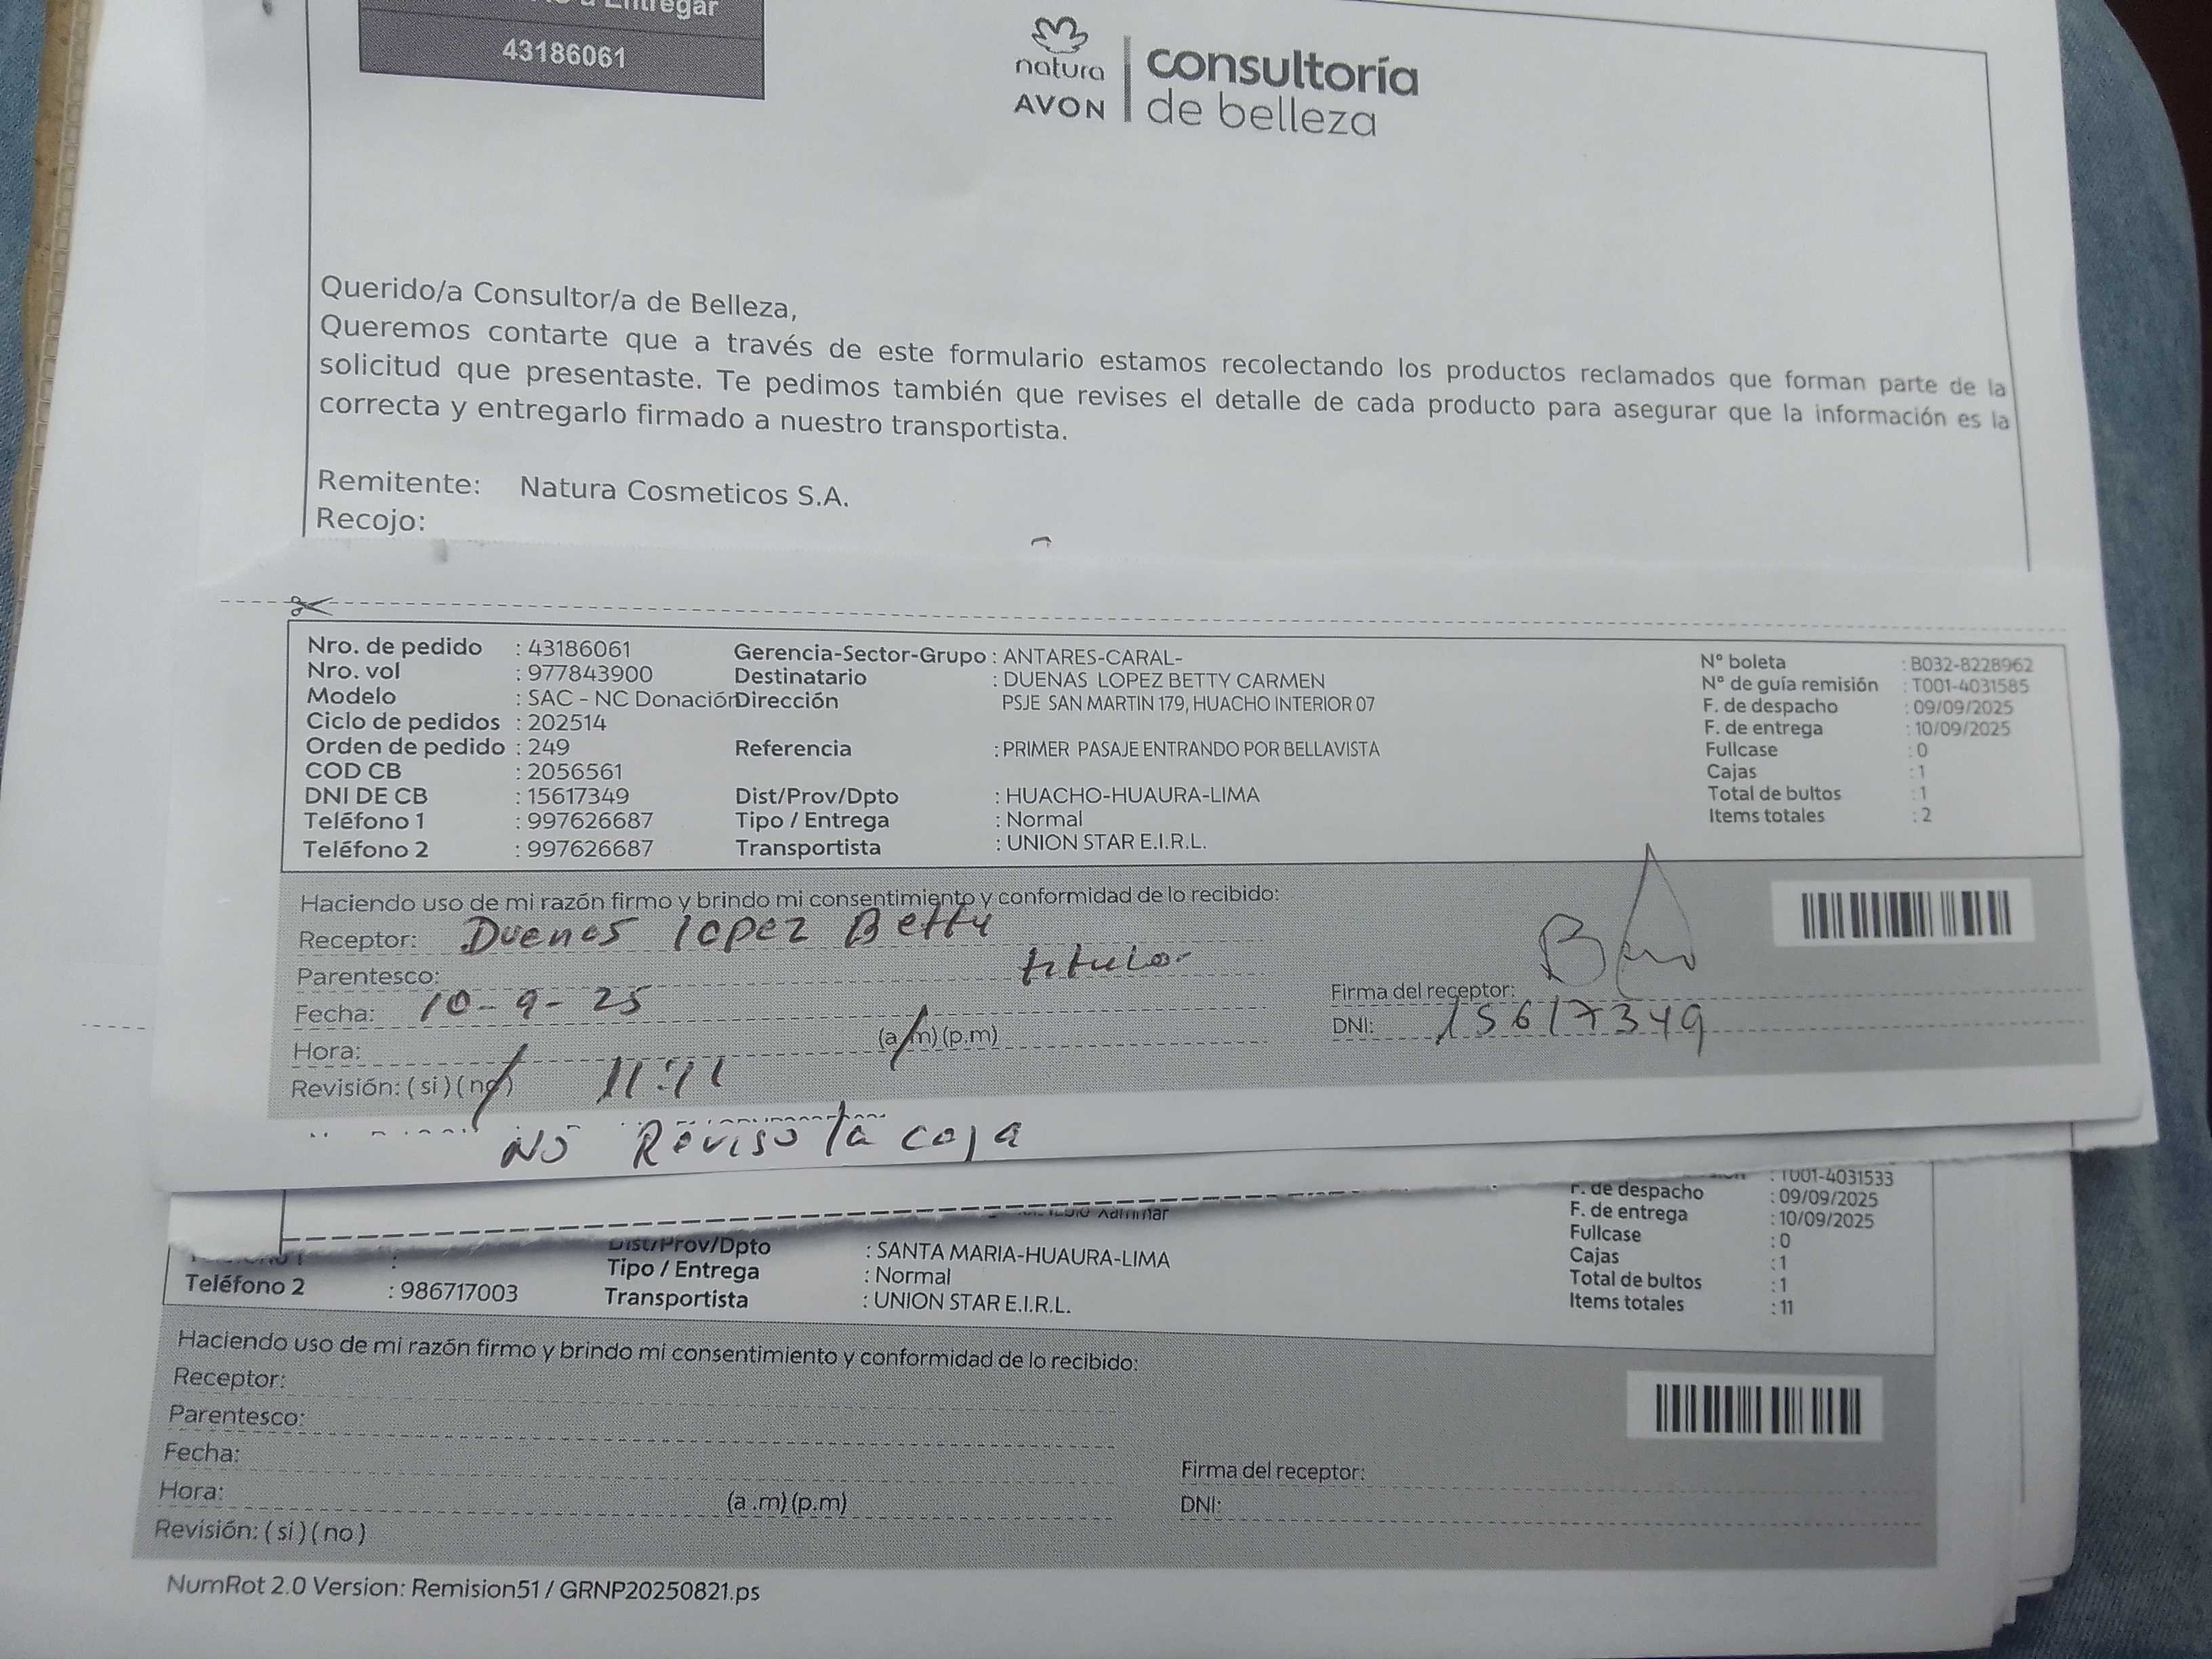 a Entregar
43186061
natura
AVON
consultoría
de belleza
Querido/a Consultor/a de Belleza,
Queremos contarte que a través de este formulario estamos recolectando los productos reclamados que forman parte de la
solicitud que presentaste. Te pedimos también que revises el detalle de cada producto para asegurar que la información es la
correcta y entregarlo firmado a nuestro transportista.
Remitente: Natura Cosmeticos S.A.
Recojo:
Nro. de pedido : 43186061 Gerencia-Sector-Grupo : ANTARES-CARAL- N° boleta : B032-8228962
Nro. vol : 977843900 Destinatario : DUENAS LOPEZ BETTY CARMEN N° de guía remisión : T001-4031585
Modelo : SAC - NC Donación Dirección PSJE SAN MARTIN 179, HUACHO INTERIOR 07 F. de despacho : 09/09/2025
Ciclo de pedidos : 202514 F. de entrega : 10/09/2025
Orden de pedido : 249 Referencia : PRIMER PASAJE ENTRANDO POR BELLAVISTA Fullcase : 0
COD CB : 2056561 Cajas : 1
DNI DE CB : 15617349 Dist/Prov/Dpto : HUACHO-HUAURA-LIMA Total de bultos : 1
Teléfono 1 : 997626687 Tipo / Entrega : Normal Items totales : 2
Teléfono 2 : 997626687 Transportista : UNION STAR E.I.R.L.
Haciendo uso de mi razón firmo y brindo mi consentimiento y conformidad de lo recibido:
Receptor: Duenas lopez Betty
Parentesco: titular
Fecha: 10-9-25 Firma del receptor:
Hora: (a.m) (p.m) DNI: 15617349
Revisión: ( si ) ( no ) 11:11
NO Reviso la caja
: T001-4031533
F. de despacho : 09/09/2025
F. de entrega : 10/09/2025
Dist/Prov/Dpto : SANTA MARIA-HUAURA-LIMA Fullcase : 0
Tipo / Entrega : Normal Cajas : 1
Teléfono 2 : 986717003 Transportista : UNION STAR E.I.R.L. Total de bultos : 1
Items totales : 11
Haciendo uso de mi razón firmo y brindo mi consentimiento y conformidad de lo recibido:
Receptor:
Parentesco:
Fecha: Firma del receptor:
Hora: (a .m) (p.m) DNI:
Revisión: ( si ) ( no )
NumRot 2.0 Version: Remision51 / GRNP20250821.ps